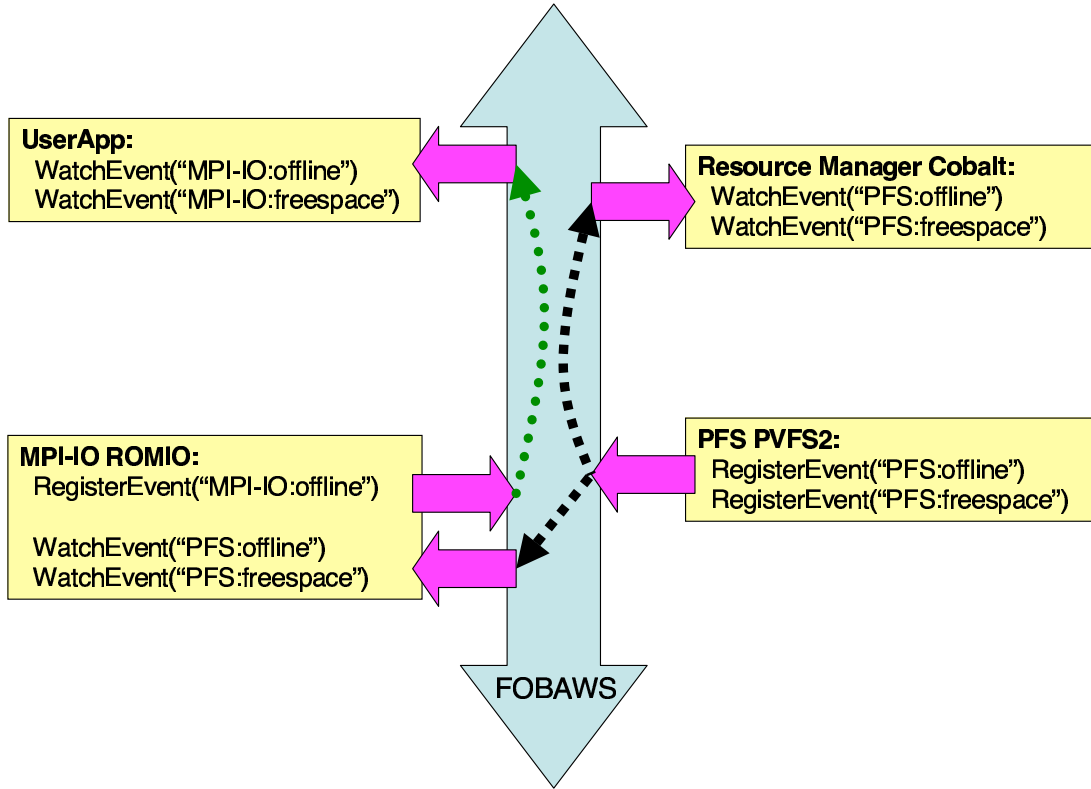 UserApp:
WatchEvent(“MPI-IO:offline”)
WatchEvent(“MPI-IO:freespace”)
Resource Manager Cobalt:
WatchEvent(“PFS:offline”)
WatchEvent(“PFS:freespace”)
MPI-IO ROMIO:
RegisterEvent(“MPI-IO:offline”)
WatchEvent(“PFS:offline”)
WatchEvent(“PFS:freespace”)
PFS PVFS2:
RegisterEvent(“PFS:offline”)
RegisterEvent(“PFS:freespace”)
FOBAWS